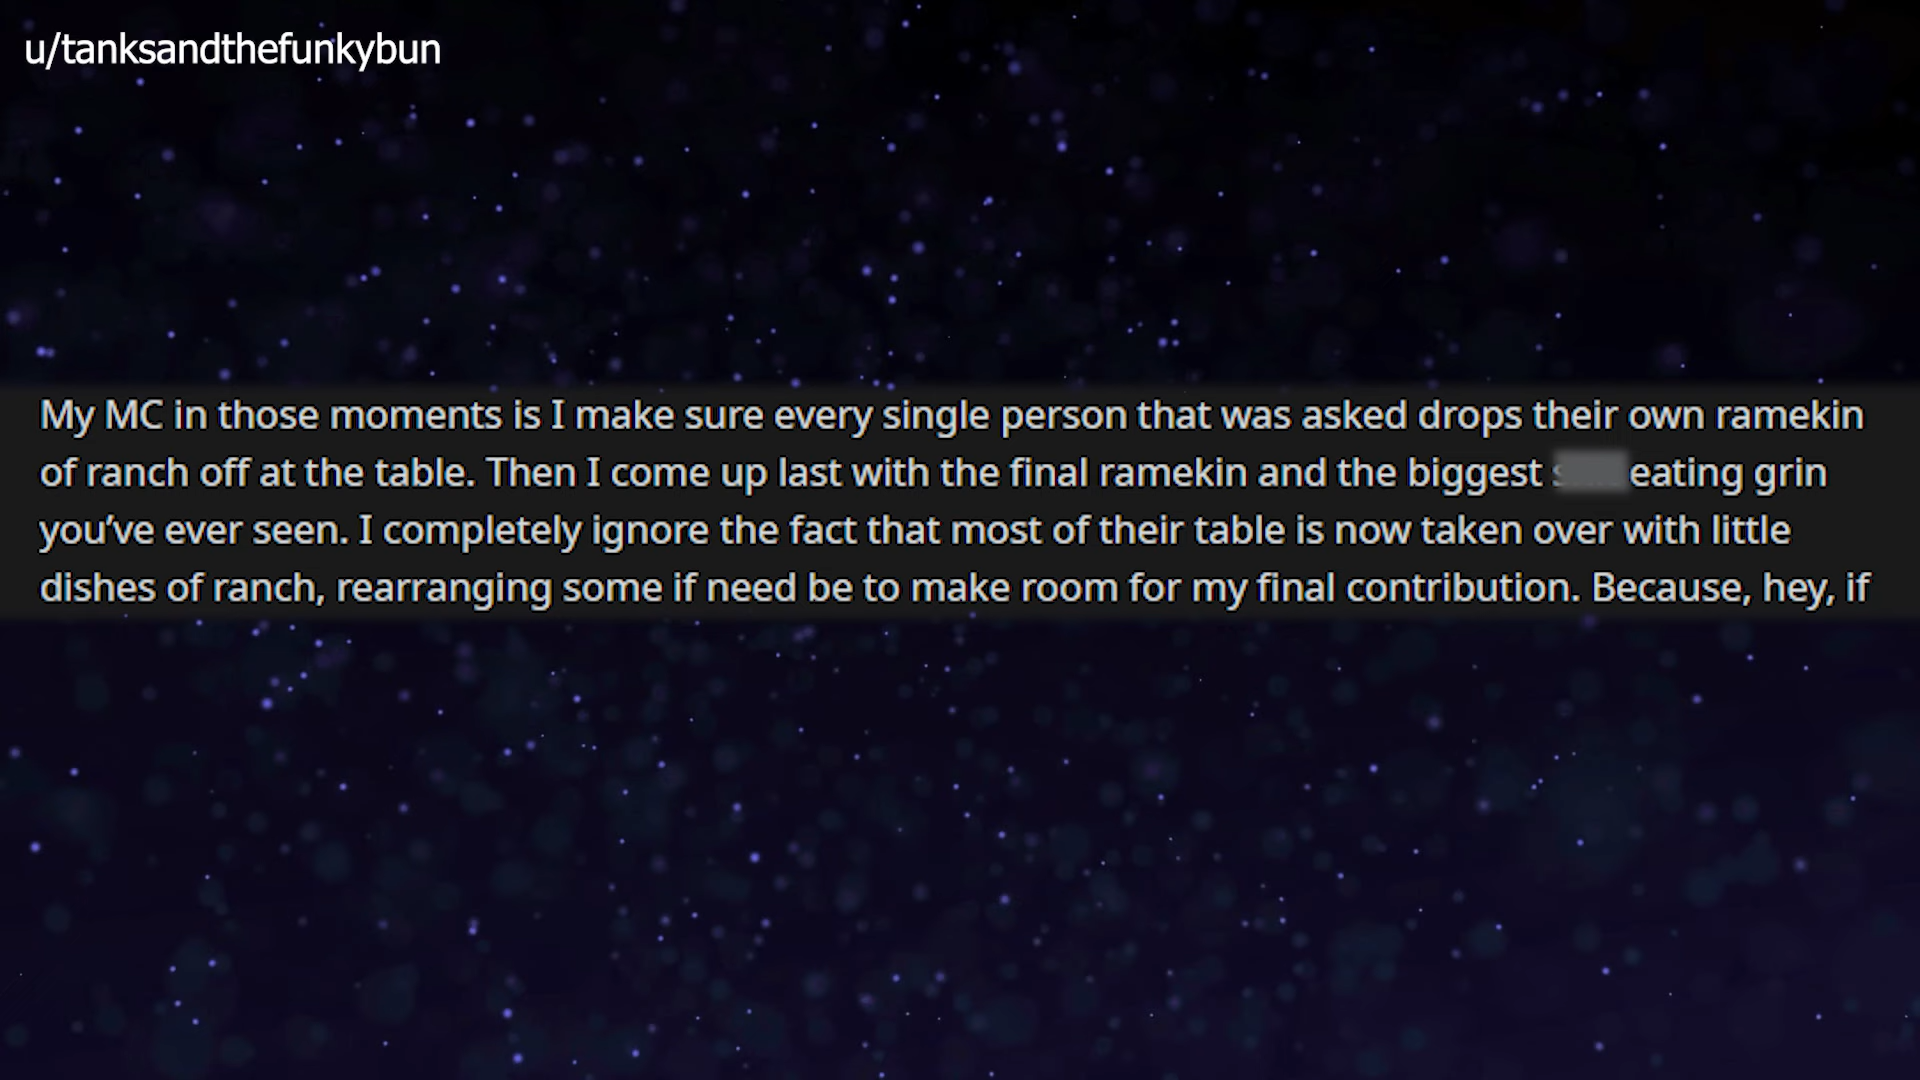 u/tanksandthefunkybun
My MC in those moments is I make sure every single person that was asked drops their own ramekin
of ranch off at the table. Then I come up last with the final ramekin and the biggest eating grin
you’ve ever seen. I completely ignore the fact that most of their table is now taken over with little
dishes of ranch, rearranging some if need be to make room for my final contribution. Because, hey, if